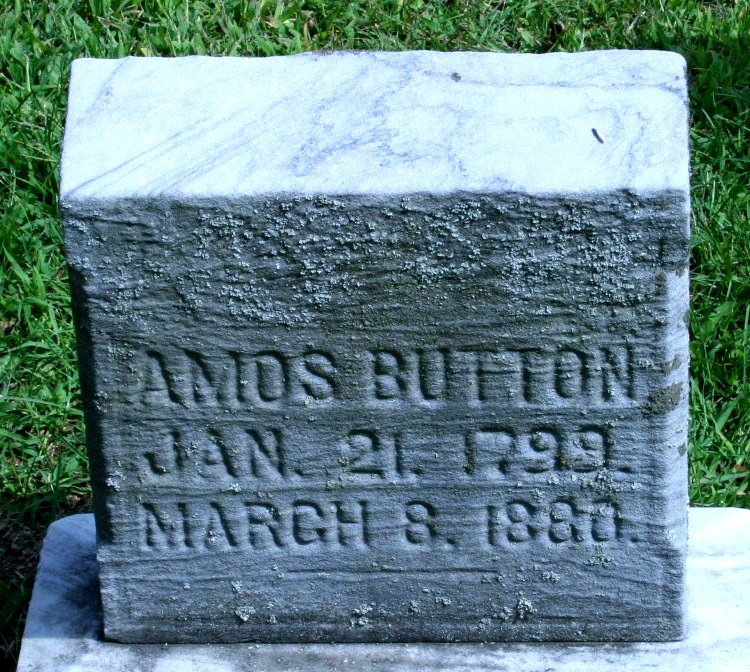 AMOS BUTTON
JAN. 21. 1799.
MARCH 8. 1880.